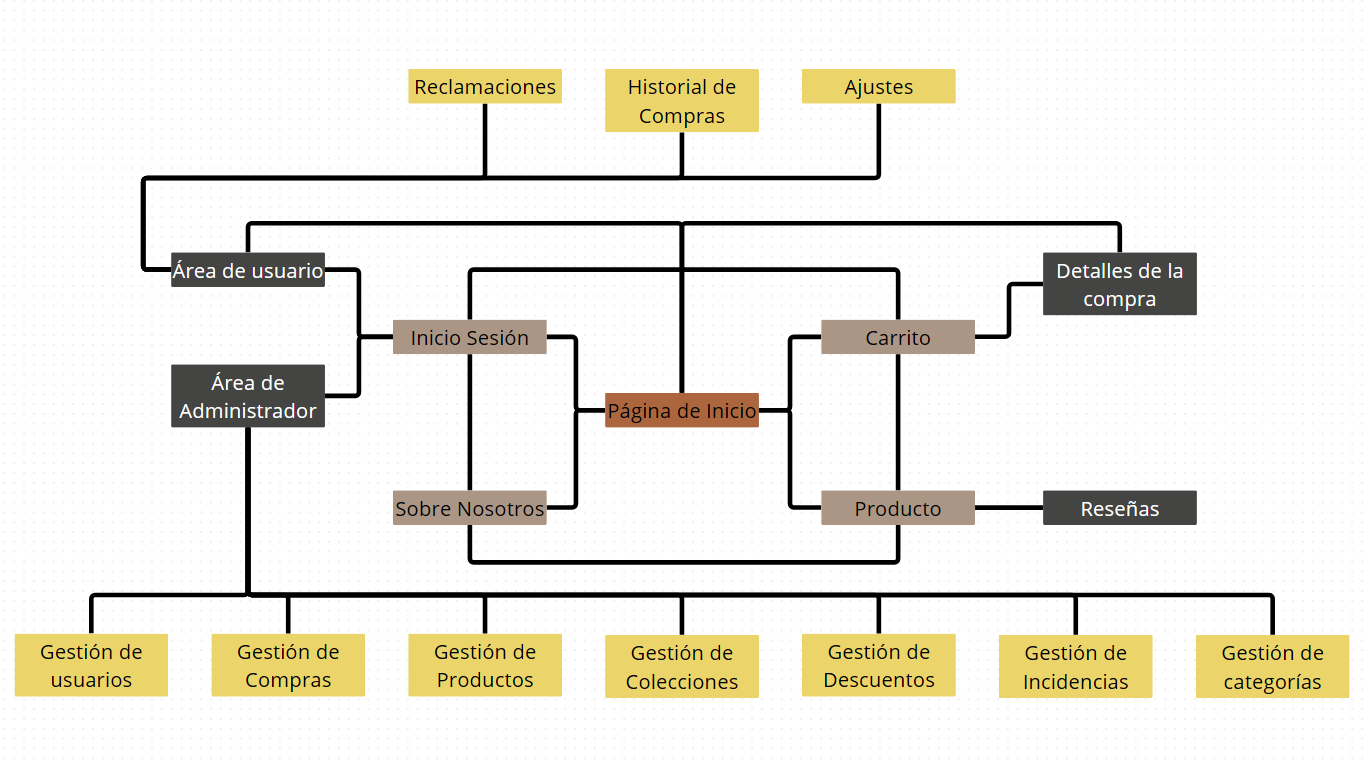 Reclamaciones
Historial de
Compras
Ajustes
Área de usuario
Detalles de la
compra
Inicio Sesión
Carrito
Área de
Administrador
Página de Inicio
Sobre Nosotros
Producto
Reseñas
Gestión de
usuarios
Gestión de
Compras
Gestión de
Productos
Gestión de
Colecciones
Gestión de
Descuentos
Gestión de
Incidencias
Gestión de
categorías